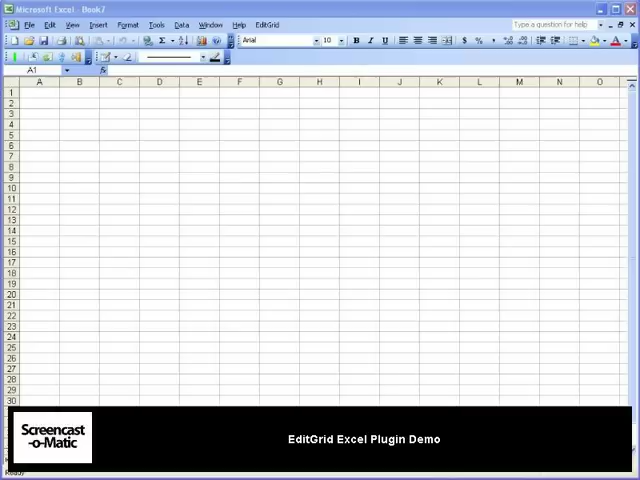 Microsoft Excel - Book7
File Edit View Insert Format Tools Data Window Help EditGrid
Type a question for help
Arial
10
B I U
$ %
A1
fx
A B C D E F G H I J K L M N O
1
2
3
4
5
6
7
8
9
10
11
12
13
14
15
16
17
18
19
20
21
22
23
24
25
26
27
28
29
30
Screencast
-o-Matic
EditGrid Excel Plugin Demo
Ready